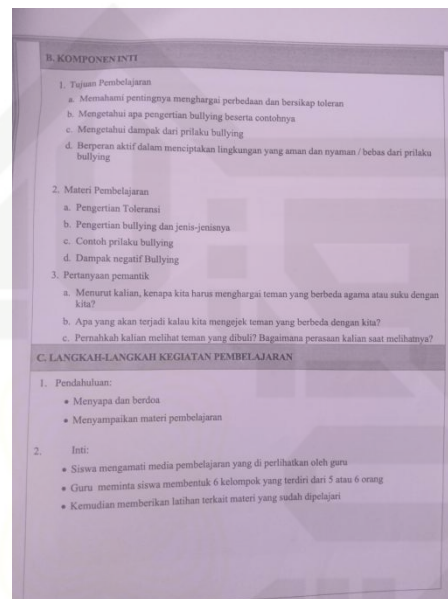 B. KOMPONEN INTI
1. Tujuan Pembelajaran
a. Memahami pentingnya menghargai perbedaan dan bersikap toleran
b. Mengetahui apa pengertian bullying beserta contohnya
c. Mengetahui dampak dari prilaku bullying
d. Berperan aktif dalam menciptakan lingkungan yang aman dan nyaman / bebas dari prilaku
bullying
2. Materi Pembelajaran
a. Pengertian Toleransi
b. Pengertian bullying dan jenis-jenisnya
c. Contoh prilaku bullying
d. Dampak negatif Bullying
3. Pertanyaan pemantik
a. Menurut kalian, kenapa kita harus menghargai teman yang berbeda agama atau suku dengan
kita?
b. Apa yang akan terjadi kalau kita mengejek teman yang berbeda dengan kita?
c. Pernahkah kalian melihat teman yang dibuli? Bagaimana perasaan kalian saat melihatnya?
C. LANGKAH-LANGKAH KEGIATAN PEMBELAJARAN
1. Pendahuluan:
• Menyapa dan berdoa
• Menyampaikan materi pembelajaran
2. Inti:
• Siswa mengamati media pembelajaran yang di perlihatkan oleh guru
• Guru meminta siswa membentuk 6 kelompok yang terdiri dari 5 atau 6 orang
• Kemudian memberikan latihan terkait materi yang sudah dipelajari